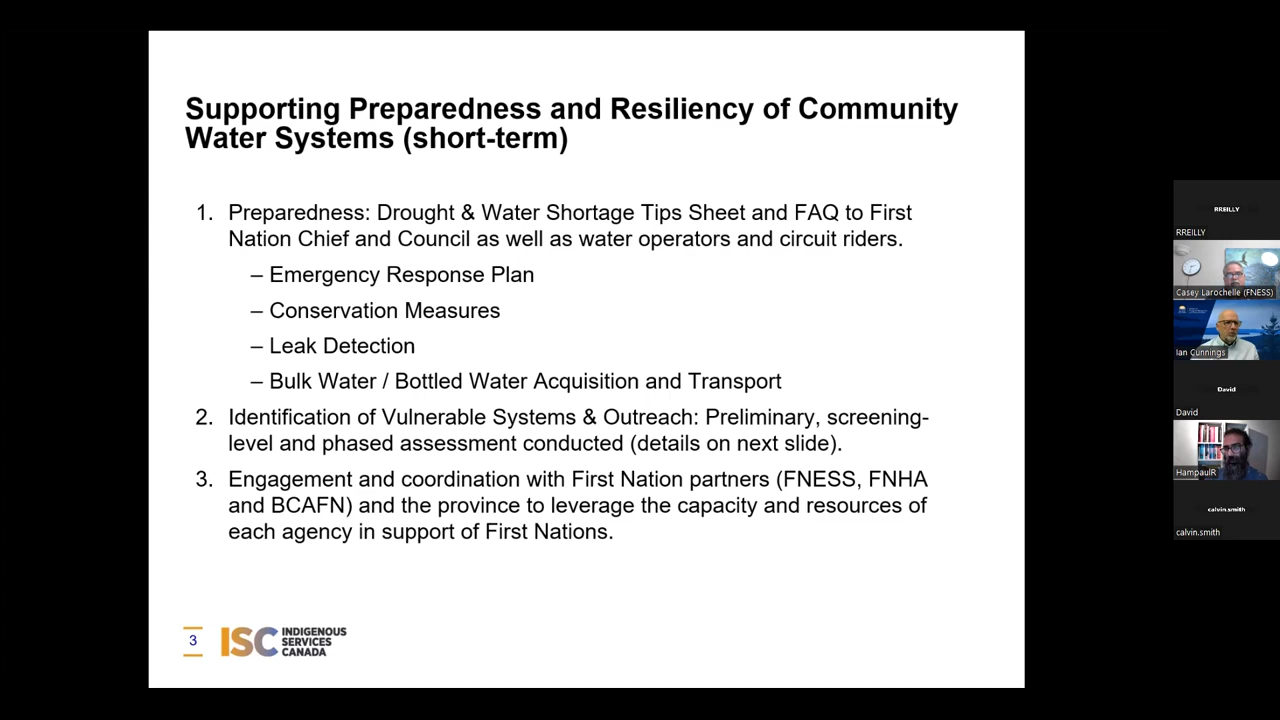 Supporting Preparedness and Resiliency of Community
Water Systems (short-term)
1. Preparedness: Drought & Water Shortage Tips Sheet and FAQ to First
Nation Chief and Council as well as water operators and circuit riders.
– Emergency Response Plan
– Conservation Measures
– Leak Detection
– Bulk Water / Bottled Water Acquisition and Transport
2. Identification of Vulnerable Systems & Outreach: Preliminary, screening-
level and phased assessment conducted (details on next slide).
3. Engagement and coordination with First Nation partners (FNESS, FNHA
and BCAFN) and the province to leverage the capacity and resources of
each agency in support of First Nations.
3
ISC
INDIGENOUS
SERVICES
CANADA
RREILLY
RREILLY
Casey Larochelle (FNESS)
Ian Cunnings
David
David
HampaulR
calvin.smith
calvin.smith